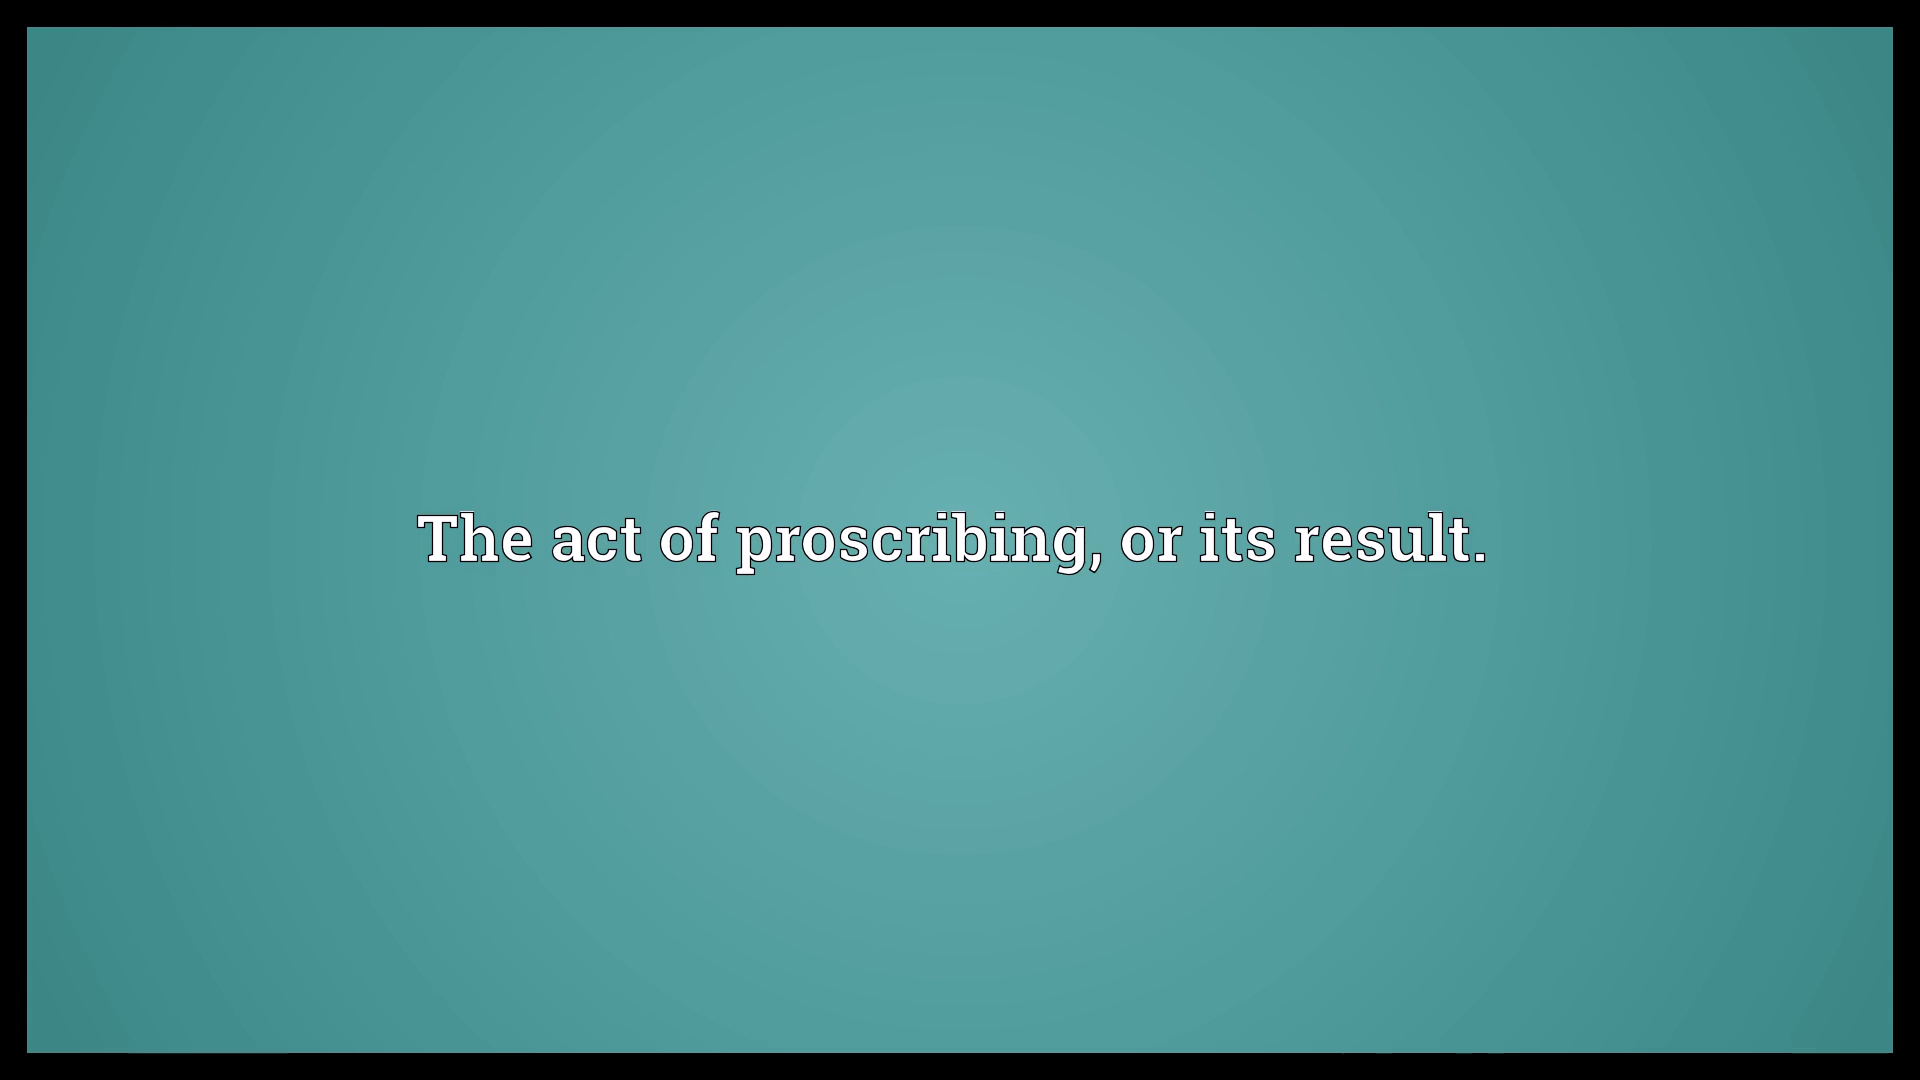 The act of proscribing, or its result.